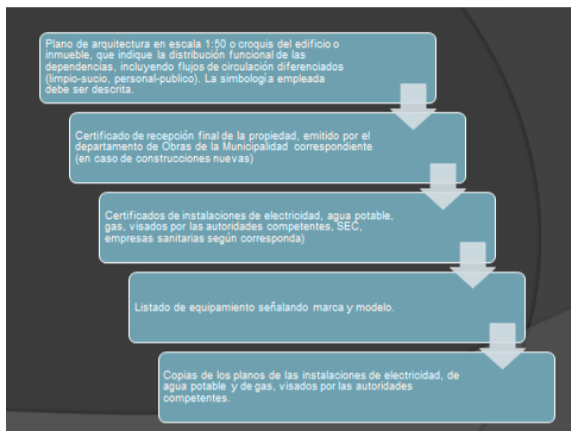 Plano de arquitectura en escala 1:50 o croquis del edificio o
inmueble, que indique la distribución funcional de las
dependencias, incluyendo flujos de circulación diferenciados
(limpio-sucio, personal-publico). La simbología empleada
debe ser descrita.
Certificado de recepción final de la propiedad, emitido por el
departamento de Obras de la Municipalidad correspondiente
(en caso de construcciones nuevas)
Certificados de instalaciones de electricidad, agua potable,
gas, visados por las autoridades competentes, SEC,
empresas sanitarias según corresponda)
Listado de equipamiento señalando marca y modelo.
Copias de los planos de las instalaciones de electricidad, de
agua potable y de gas, visados por las autoridades
competentes.